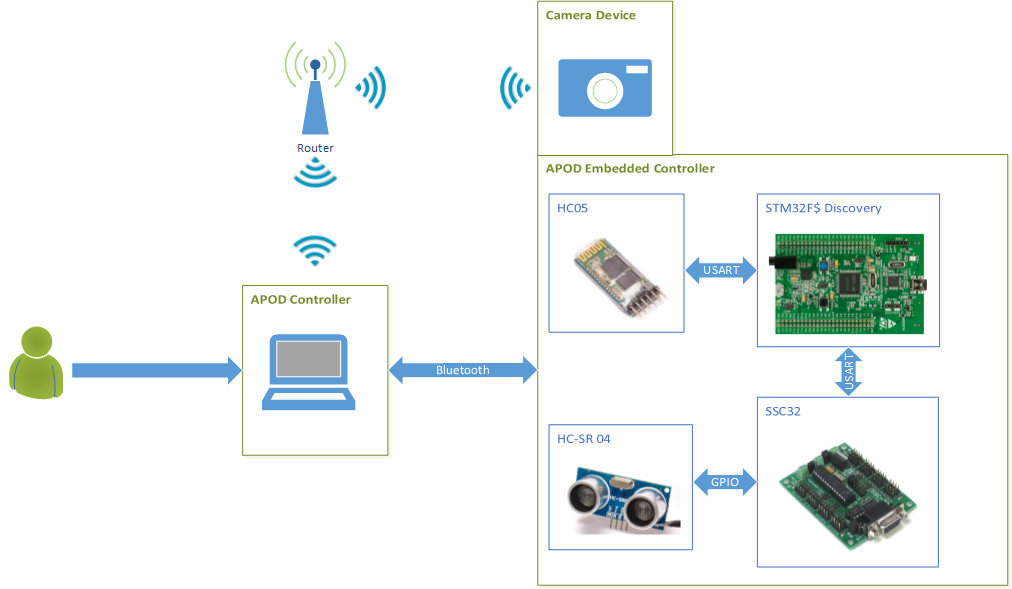 Camera Device
Router
APOD Embedded Controller
HC05
STM32F$ Discovery
USART
APOD Controller
Bluetooth
USART
SSC32
HC-SR 04
GPIO